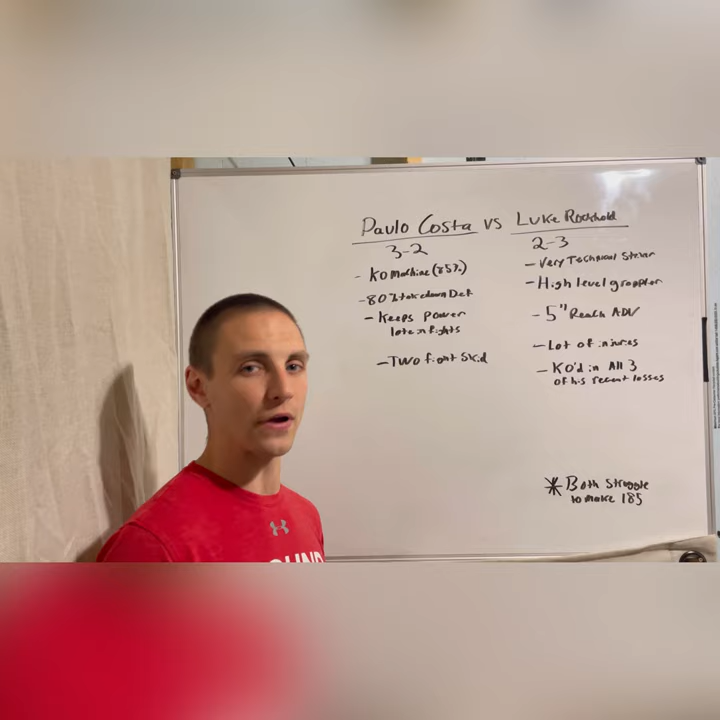 Paulo Costa vs Luke Rockhold
3-2
2-3
- KO machine (85%)
- 80% takedown Def
- Keeps Power
late in fights
- Two fight Skid
- Very Technical Striker
- High level grappler
- 5" Reach ADV
- Lot of injuries
- KO'd in All 3
of his recent losses
* Both Struggle
to make 185